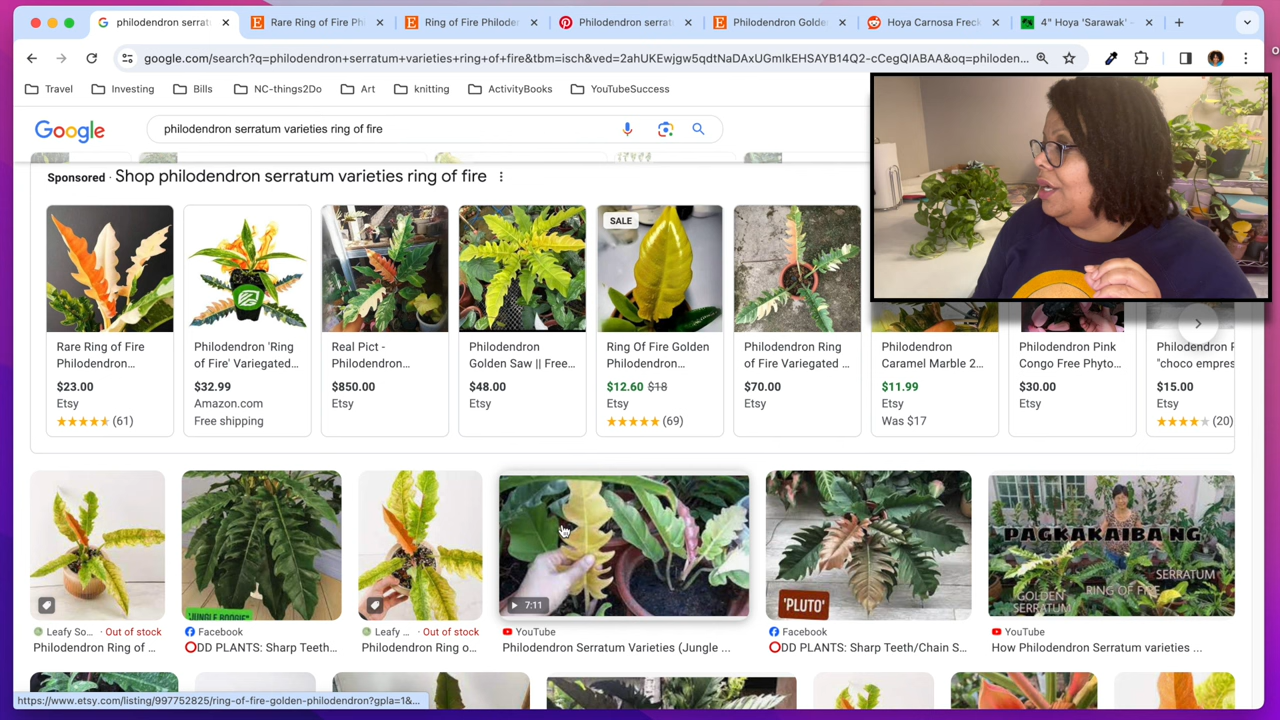 philodendron serrat
Rare Ring of Fire Ph
Ring of Fire Philoder
Philodendron serrat
Philodendron Golde
Hoya Carnosa Freck
4" Hoya 'Sarawak' -
google.com/search?q=philodendron+serratum+varieties+ring+of+fire&tbm=isch&ved=2ahUKEwjgw5qdtNaDAxUGmIkEHSAYB14Q2-cCegQIABAA&oq=philoden...
Travel
Investing
Bills
NC-things2Do
Art
knitting
ActivityBooks
YouTubeSuccess
Google
philodendron serratum varieties ring of fire
Sponsored · Shop philodendron serratum varieties ring of fire
SALE
Rare Ring of Fire
Philodendron...
$23.00
Etsy
(61)
Philodendron 'Ring
of Fire' Variegated...
$32.99
Amazon.com
Free shipping
Real Pict -
Philodendron...
$850.00
Etsy
Philodendron
Golden Saw || Free...
$48.00
Etsy
Ring Of Fire Golden
Philodendron...
$12.60 $18
Etsy
(69)
Philodendron Ring
of Fire Variegated ...
$70.00
Etsy
Philodendron
Caramel Marble 2...
$11.99
Etsy
Was $17
Philodendron Pink
Congo Free Phyto...
$30.00
Etsy
Philodendron
"choco empres
$15.00
Etsy
(20)
'JUNGLE BOOGIE'
7:11
'PLUTO'
PAGKAKAIBA NG
SERRATUM
RING OF FIRE
GOLDEN
SERRATUM
Leafy So... · Out of stock
Philodendron Ring of ...
Facebook
⭕DD PLANTS: Sharp Teeth...
Leafy ... · Out of stock
Philodendron Ring o...
YouTube
Philodendron Serratum Varieties (Jungle ...
Facebook
⭕DD PLANTS: Sharp Teeth/Chain S...
YouTube
How Philodendron Serratum varieties ...
https://www.etsy.com/listing/997752825/ring-of-fire-golden-philodendron?gpla=1&...